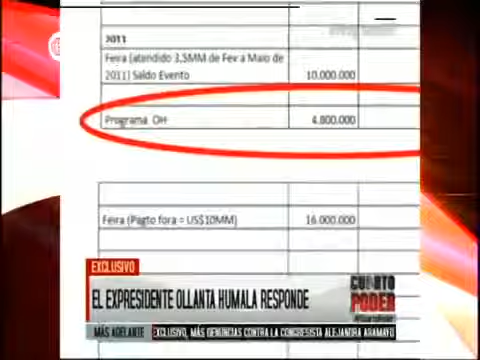 2011
Feira (atendido 3,5MM de Fev a Maio de
2011) Saldo Evento 10.000.000
Programa OH 4.800.000
Feira (Pagto fora = US$10MM) 16.000.000
EXCLUSIVO
EL EXPRESIDENTE OLLANTA HUMALA RESPONDE
CUARTO
PODER
MÁS ADELANTE EXCLUSIVO, MÁS DENUNCIAS CONTRA LA CONGRESISTA ALEJANDRA ARAMAYO